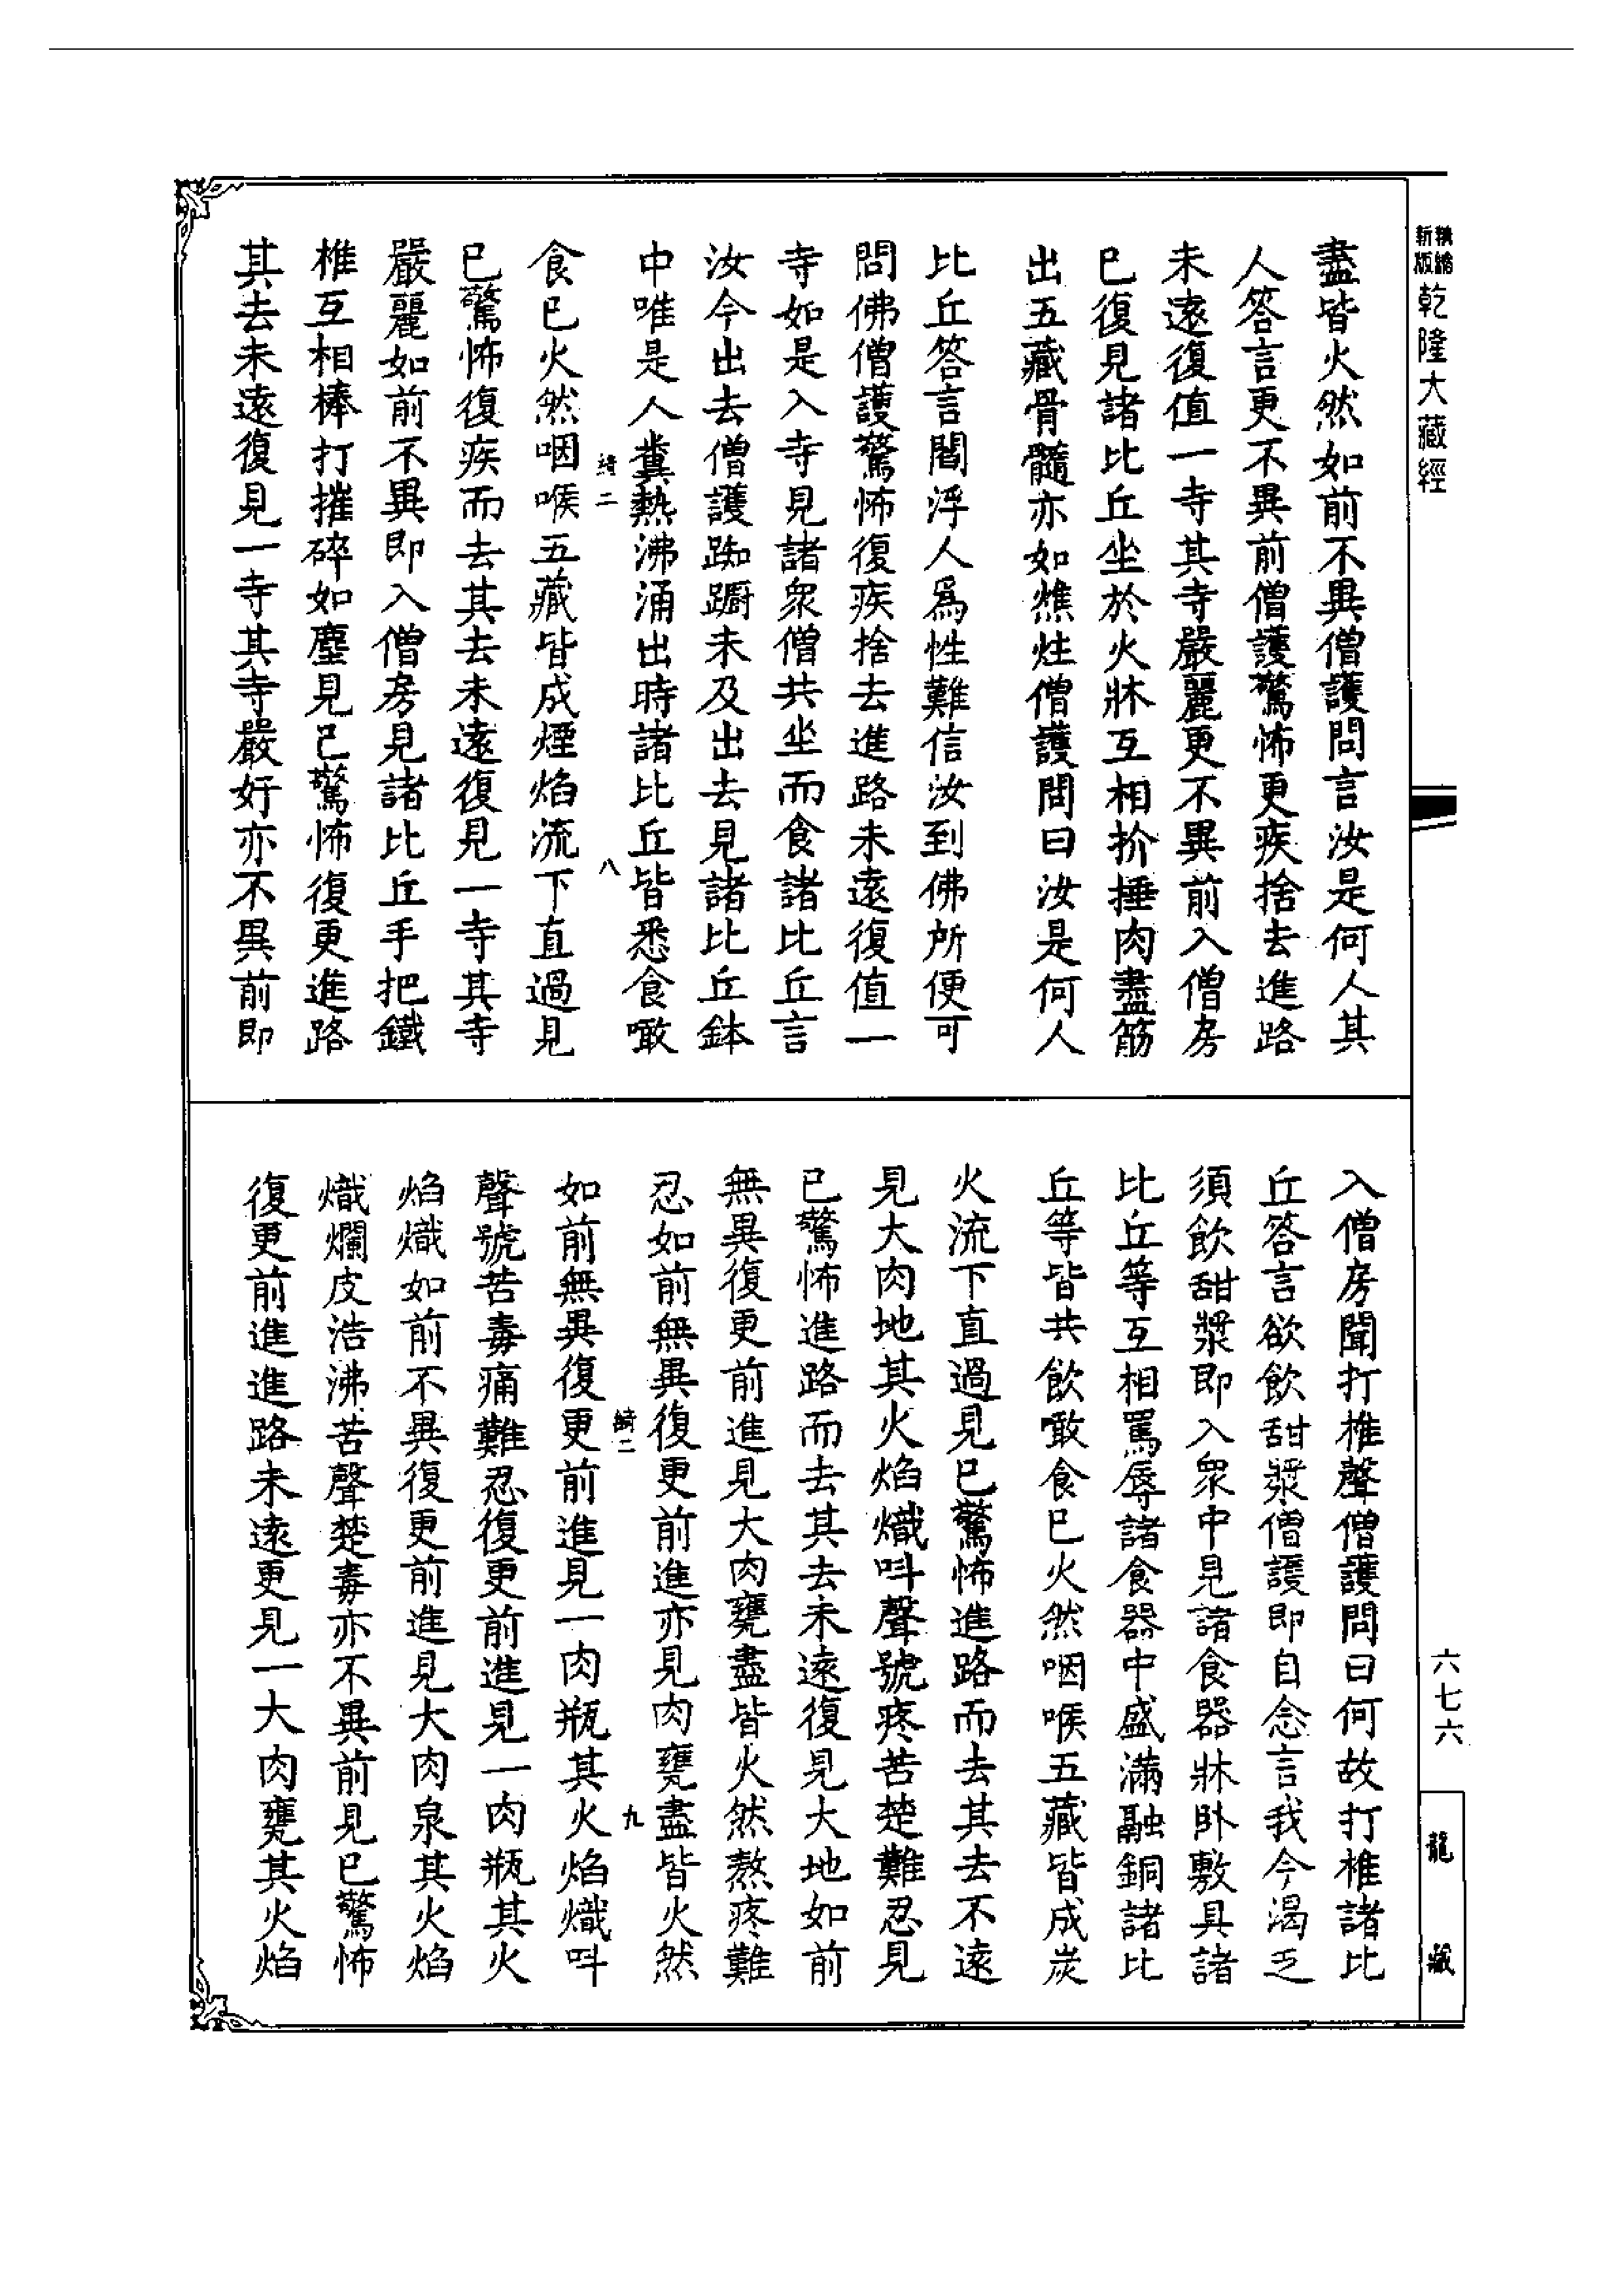 新版精縮乾隆大藏經
盡皆火然如前不異僧護問言汝是何人其
人答言更不異前僧護驚怖更疾捨去進路
未遠復值一寺其寺嚴麗更不異前入僧房
已復見諸比丘坐於火牀互相扴捶肉盡筋
出五藏骨髓亦如燋炷僧護問曰汝是何人
比丘答言閻浮人爲性難信汝到佛所便可
問佛僧護驚怖復疾捨去進路未遠復值一
寺如是入寺見諸眾僧共坐而食諸比丘言
汝今出去僧護踟蹰未及出去見諸比丘鉢
中唯是人糞熱沸涌出時諸比丘皆悉食噉
綺二 八
食已火然咽喉五藏皆成煙焰流下直過見
已驚怖復疾而去其去未遠復見一寺其寺
嚴麗如前不異即入僧房見諸比丘手把鐵
椎互相棒打摧碎如塵見已驚怖復更進路
其去未遠復見一寺其寺嚴好亦不異前即
入僧房聞打椎聲僧護問曰何故打椎諸比
丘答言欲飲甜漿僧護即自念言我今渴乏
須飲甜漿即入眾中見諸食器牀卧敷具諸
比丘等互相罵辱諸食器中盛滿融銅諸比
丘等皆共飲噉食已火然咽喉五藏皆成炭
火流下直過見已驚怖進路而去其去不遠
見大肉地其火焰熾呌聲號疼苦楚難忍見
已驚怖進路而去其去未遠復見大地如前
無異復更前進見大肉甕盡皆火然熬疼難
忍如前無異復更前進亦見肉甕盡皆火然
綺二 九
如前無異復更前進見一肉瓶其火焰熾呌
聲號苦毒痛難忍復更前進見一肉瓶其火
焰熾如前不異復更前進見大肉泉其火焰
熾爛皮浩沸苦聲楚毒亦不異前見已驚怖
復更前進進路未遠更見一大肉甕其火焰
六七六
龍藏